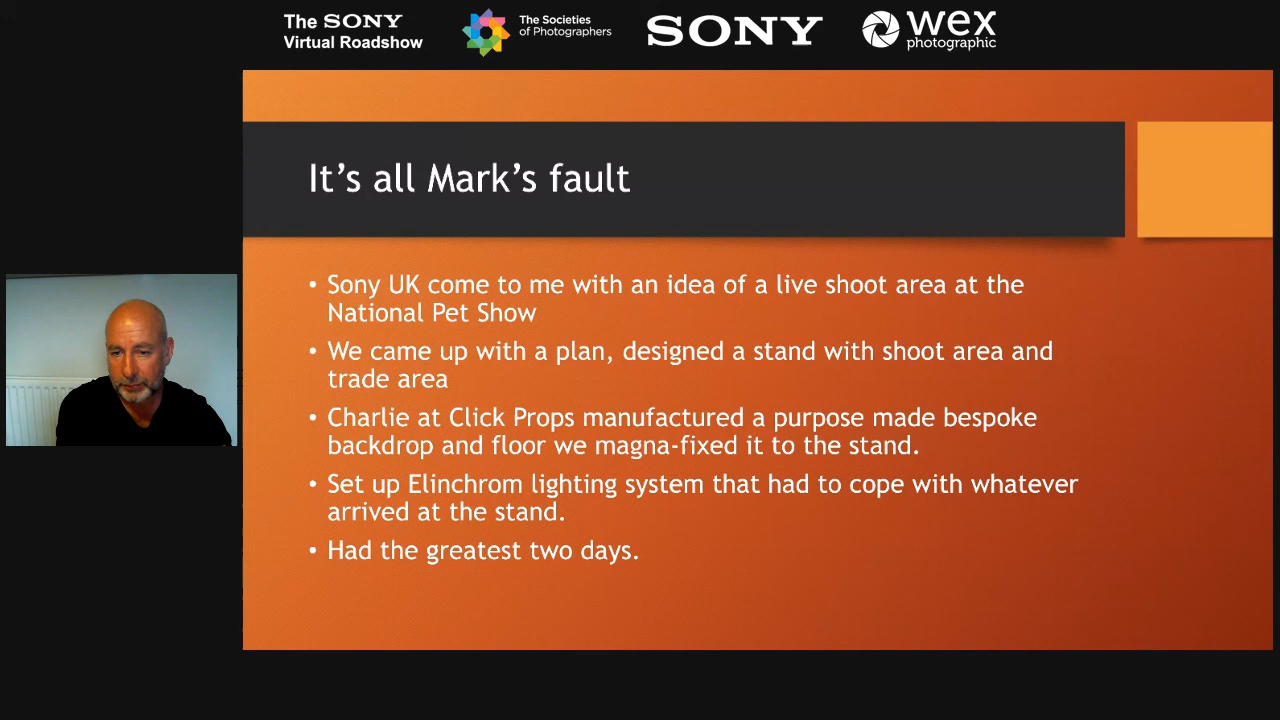 The SONY
Virtual Roadshow
The Societies
of Photographers
SONY
wex
photographic
It’s all Mark’s fault
• Sony UK come to me with an idea of a live shoot area at the
National Pet Show
• We came up with a plan, designed a stand with shoot area and
trade area
• Charlie at Click Props manufactured a purpose made bespoke
backdrop and floor we magna-fixed it to the stand.
• Set up Elinchrom lighting system that had to cope with whatever
arrived at the stand.
• Had the greatest two days.